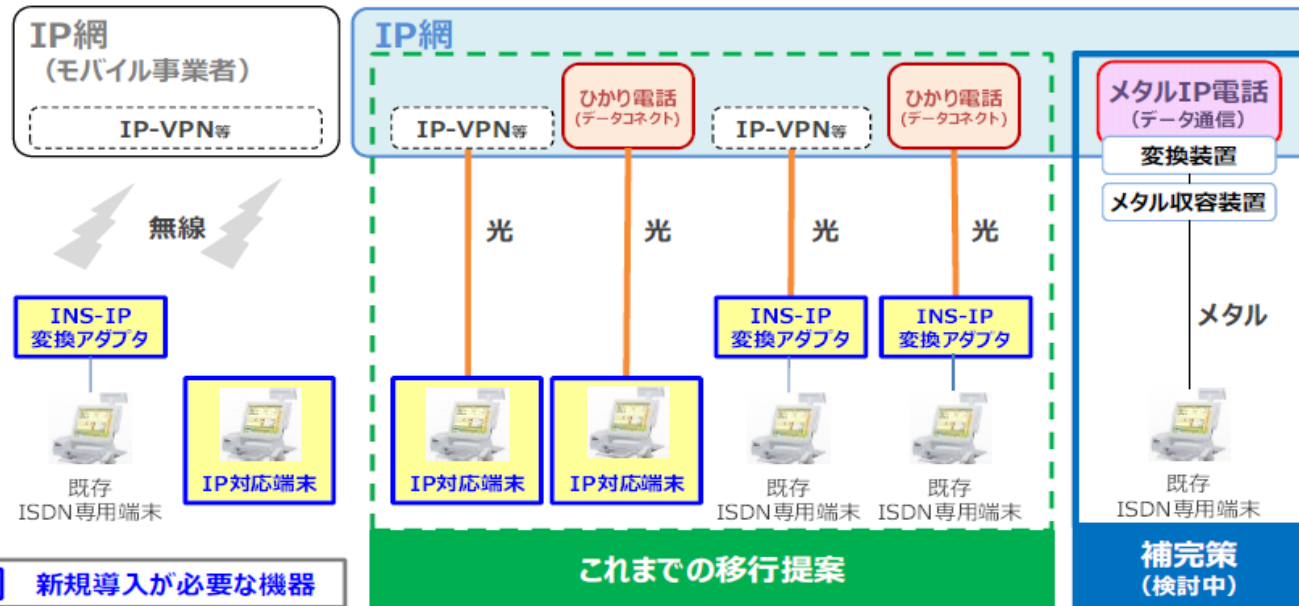 IP網
(モバイル事業者)
IP-VPN等
無線
INS-IP
変換アダプタ
既存
ISDN専用端末
IP対応端末
新規導入が必要な機器
IP網
IP-VPN等
光
IP対応端末
ひかり電話
(データコネクト)
光
IP対応端末
IP-VPN等
光
INS-IP
変換アダプタ
既存
ISDN専用端末
ひかり電話
(データコネクト)
光
INS-IP
変換アダプタ
既存
ISDN専用端末
これまでの移行提案
メタルIP電話
(データ通信)
変換装置
メタル収容装置
メタル
既存
ISDN専用端末
補完策
(検討中)